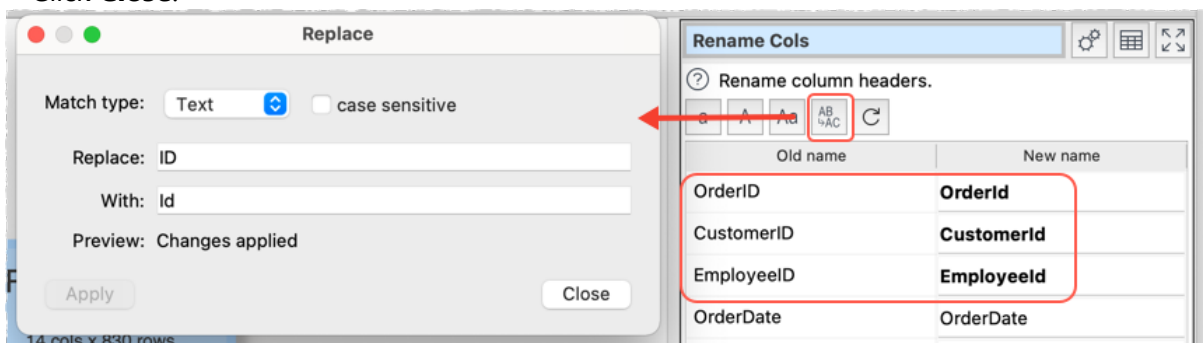 Click Close.
Replace
Match type: Text case sensitive
Replace: ID
With: Id
Preview: Changes applied
Apply Close
14 cols x 830 rows
Rename Cols
? Rename column headers.
a A Aa AB AC
Old name New name
OrderID OrderId
CustomerID CustomerId
EmployeeID EmployeeId
OrderDate OrderDate